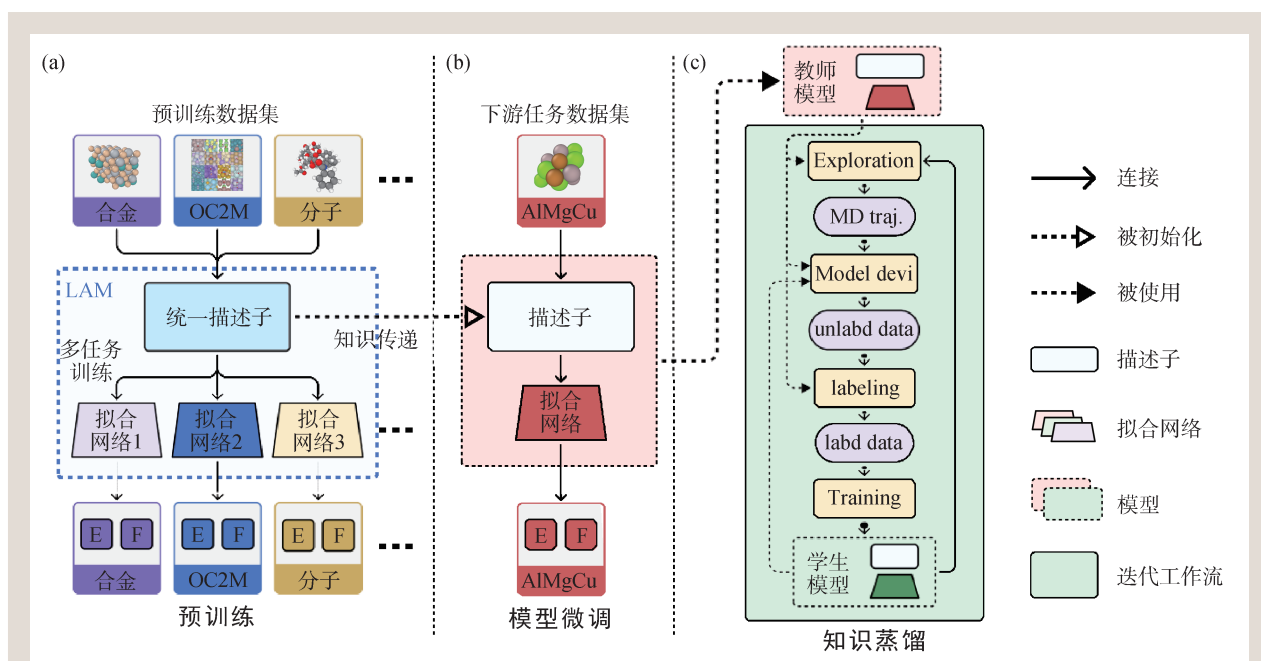 (a)
预训练数据集
合金
OC2M
分子
LAM
统一描述子
知识传递
多任务
训练
拟合
网络1
拟合
网络2
拟合
网络3
E
F
E
F
E
F
合金
OC2M
分子
预训练
(b)
下游任务数据集
AlMgCu
描述子
拟合
网络
E
F
AlMgCu
模型微调
(c)
教师
模型
Exploration
MD traj.
Model devi
unlabd data
labeling
labd data
Training
学生
模型
知识蒸馏
连接
被初始化
被使用
描述子
拟合网络
模型
迭代工作流